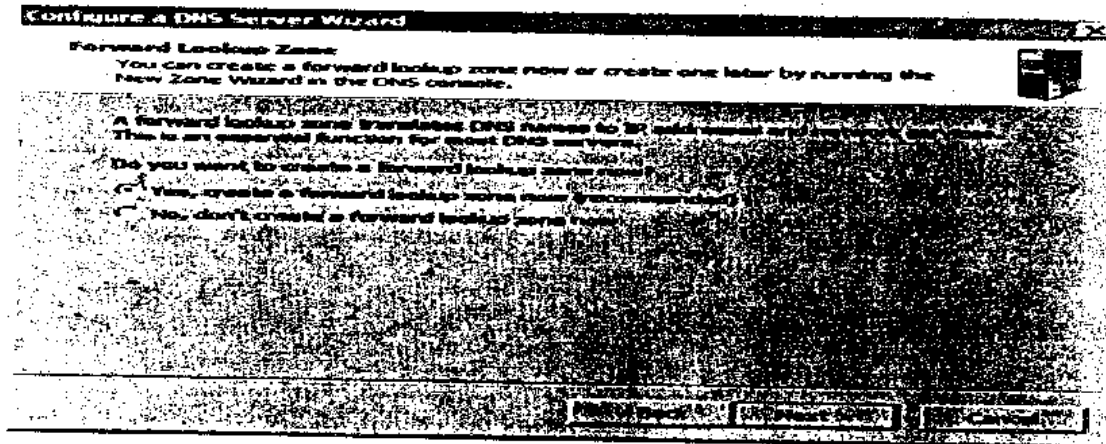 Configure a DNS Server Wizard
Forward Lookup Zone
You can create a forward lookup zone now or create one later by running the
New Zone Wizard in the DNS console.
A forward lookup zone translates DNS names to IP addresses and network services.
This is an essential function for most DNS servers.
Do you want to create a forward lookup zone now?
Yes, create a forward lookup zone now (recommended)
No, don't create a forward lookup zone now
< Back
Next >
Cancel